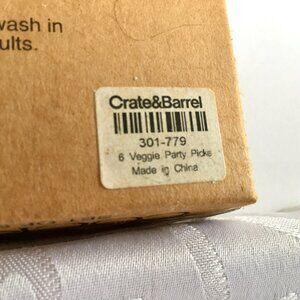 wash in
ults.
Crate&Barrel
301-779
6 Veggie Party Picks
Made in China